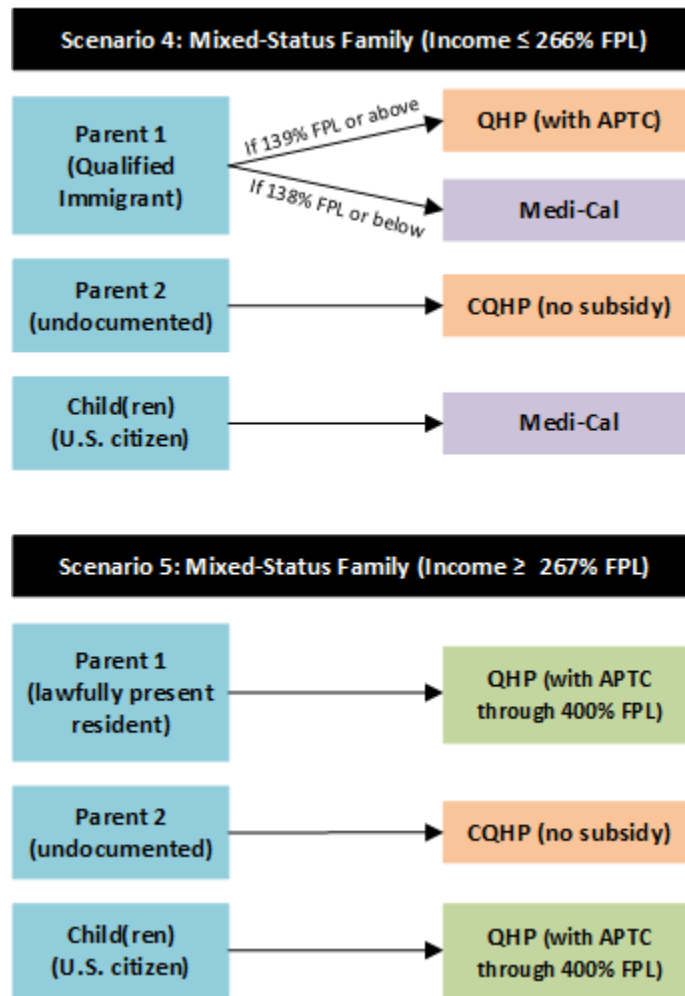 Scenario 4: Mixed-Status Family (Income ≤ 266% FPL)
Parent 1
(Qualified
Immigrant)
If 139% FPL or above
If 138% FPL or below
QHP (with APTC)
Medi-Cal
Parent 2
(undocumented)
CQHP (no subsidy)
Child(ren)
(U.S. citizen)
Medi-Cal
Scenario 5: Mixed-Status Family (Income ≥ 267% FPL)
Parent 1
(lawfully present
resident)
QHP (with APTC
through 400% FPL)
Parent 2
(undocumented)
CQHP (no subsidy)
Child(ren)
(U.S. citizen)
QHP (with APTC
through 400% FPL)